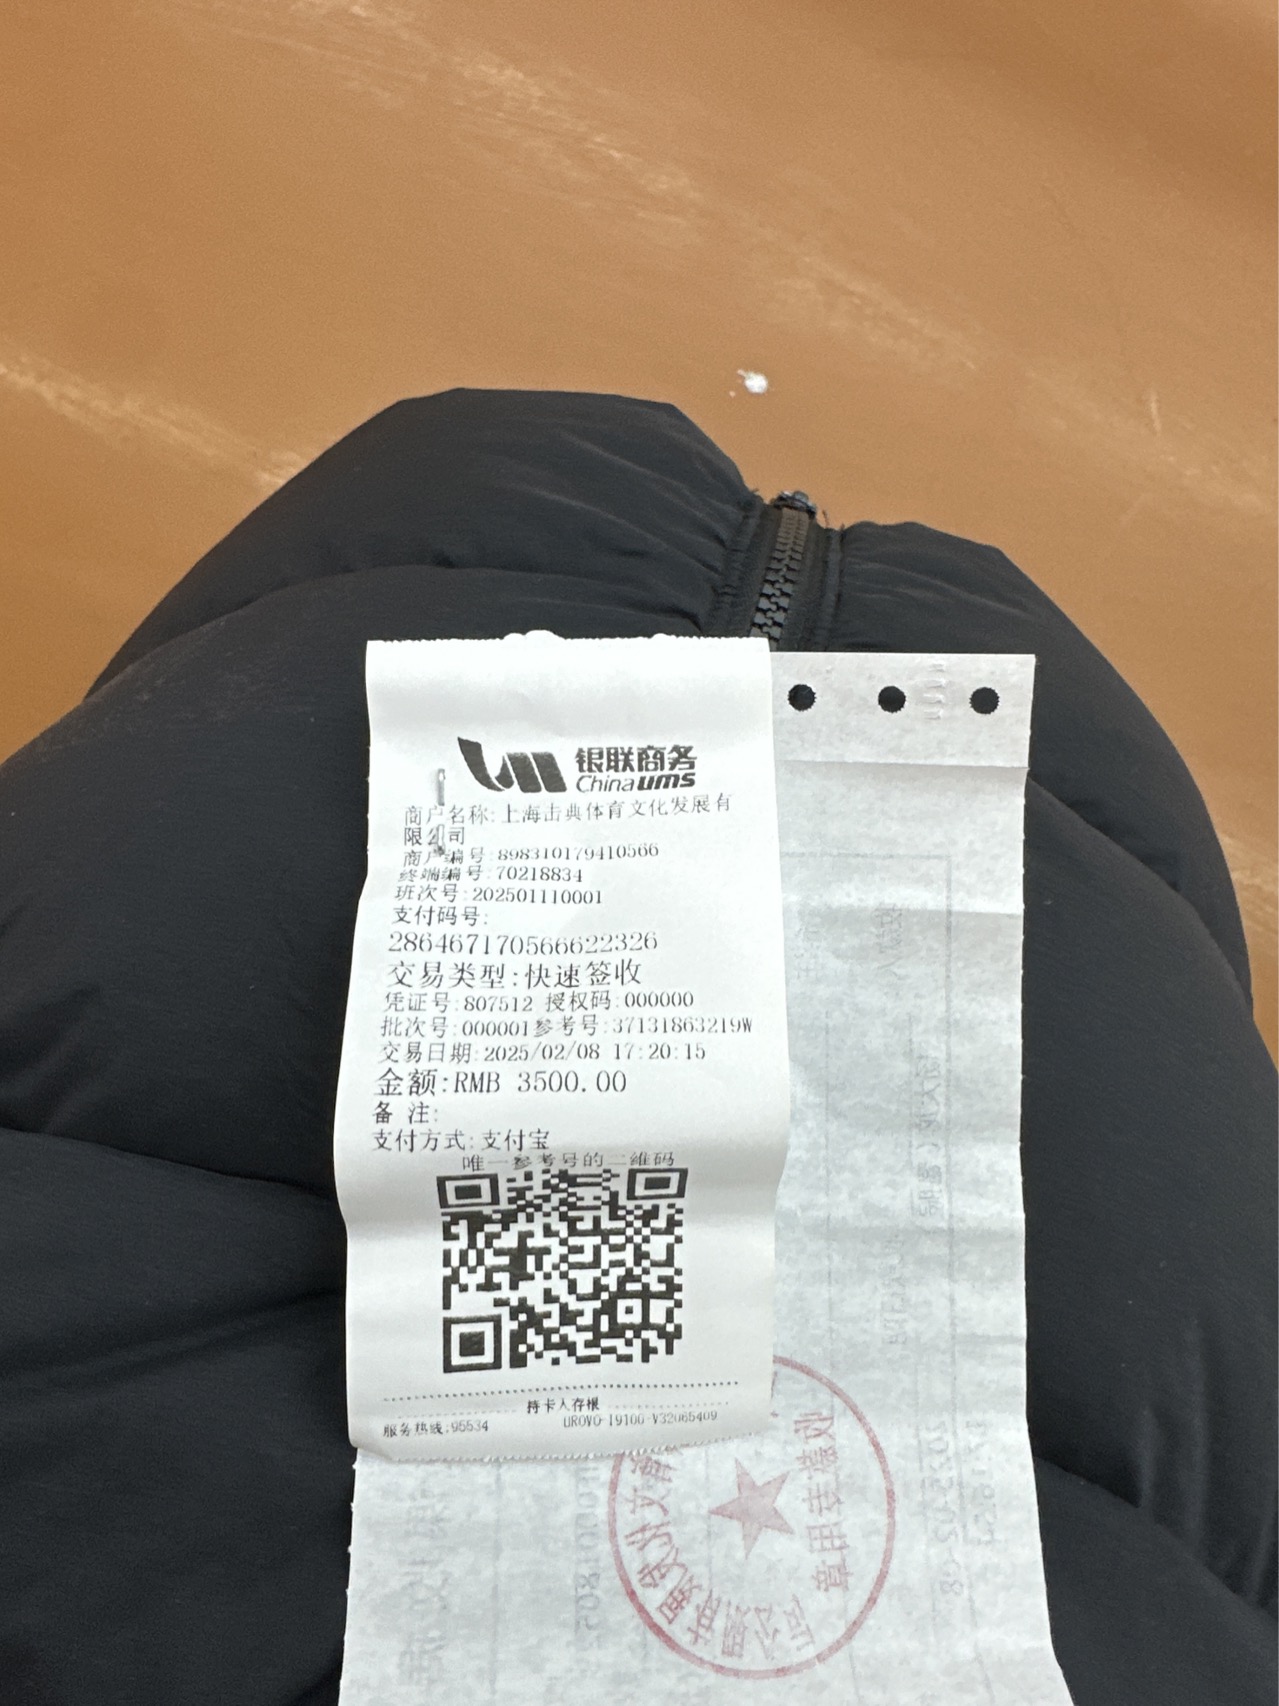 银联商务
China ums
商户名称:上海击典体育文化发展有
限公司
商户编号:898310179410566
终端编号:70218834
班次号:202501110001
支付码号:
286467170566622326
交易类型:快速签收
凭证号:807512 授权码:000000
批次号:000001参考号:37131863219W
交易日期:2025/02/08 17:20:15
金额:RMB 3500.00
备 注:
支付方式:支付宝
唯一参考号的二维码
持卡人存根
服务热线:95534
UROVO-I9100-V32065409